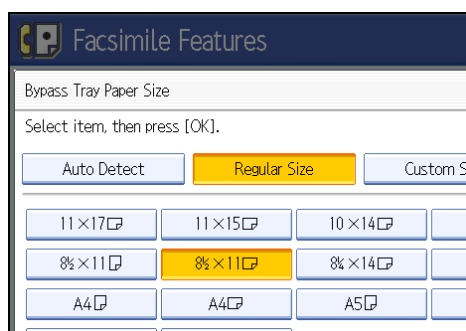 Facsimile Features
Bypass Tray Paper Size
Select item, then press [OK].
Auto Detect Regular Size Custom S
11×17 11×15 10×14
8½×11 8½×11 8¼×14
A4 A4 A5